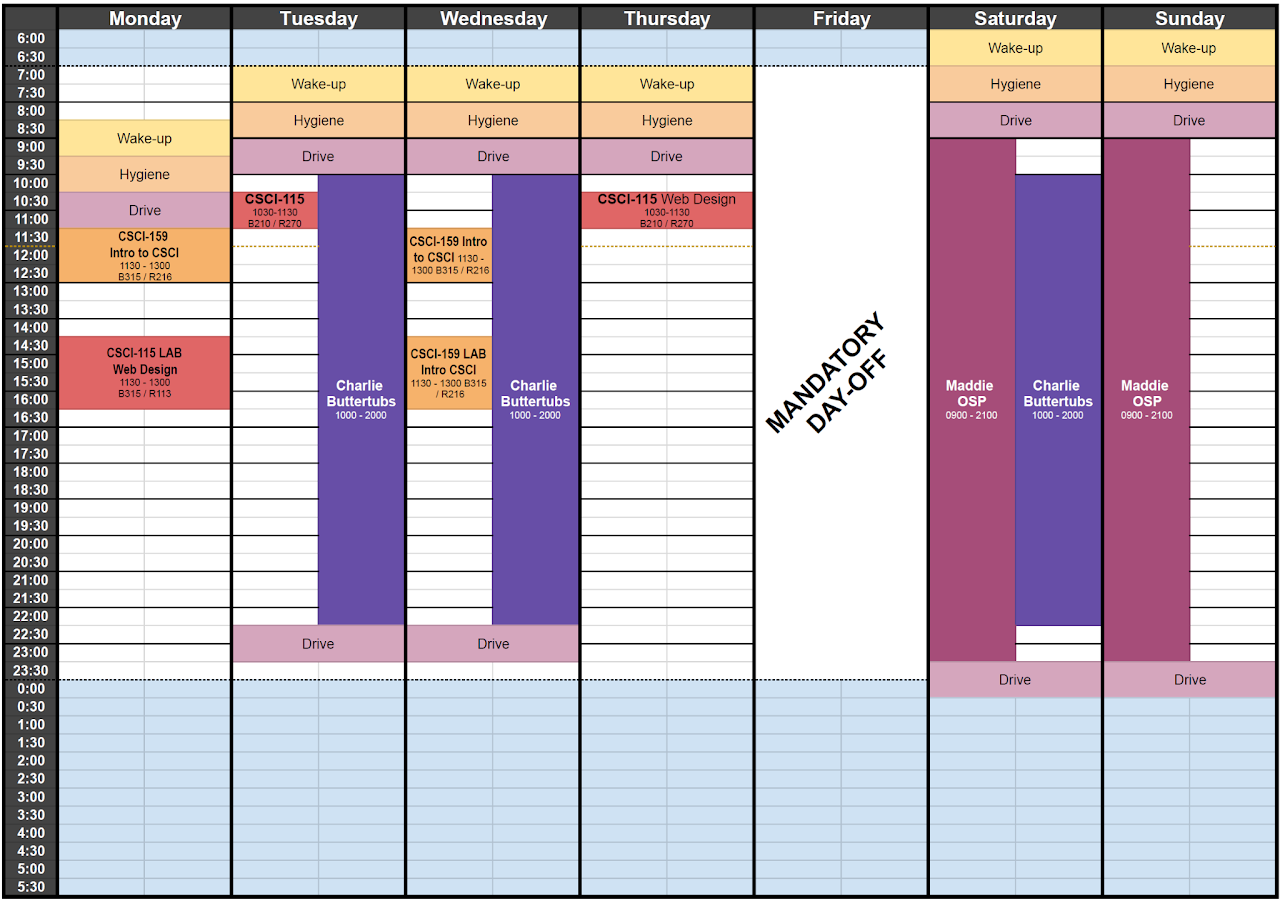 Monday Tuesday Wednesday Thursday Friday Saturday Sunday
6:00
6:30
7:00
7:30
8:00
8:30
9:00
9:30
10:00
10:30
11:00
11:30
12:00
12:30
13:00
13:30
14:00
14:30
15:00
15:30
16:00
16:30
17:00
17:30
18:00
18:30
19:00
19:30
20:00
20:30
21:00
21:30
22:00
22:30
23:00
23:30
0:00
0:30
1:00
1:30
2:00
2:30
3:00
3:30
4:00
4:30
5:00
5:30
Wake-up
Hygiene
Drive
CSCI-159
Intro to CSCI
1130 - 1300
B315 / R216
CSCI-115 LAB
Web Design
1130 - 1300
B315 / R113
Wake-up
Hygiene
Drive
CSCI-115
1030-1130
B210 / R270
Charlie
Buttertubs
1000 - 2000
Drive
Wake-up
Hygiene
Drive
CSCI-159 Intro
to CSCI 1130 -
1300 B315 / R216
CSCI-159 LAB
Intro CSCI
1130 - 1300 B315
/ R216
Charlie
Buttertubs
1000 - 2000
Drive
Wake-up
Hygiene
Drive
CSCI-115 Web Design
1030-1130
B210 / R270
MANDATORY
DAY-OFF
Wake-up
Hygiene
Drive
Maddie
OSP
0900 - 2100
Charlie
Buttertubs
1000 - 2000
Drive
Wake-up
Hygiene
Drive
Maddie
OSP
0900 - 2100
Drive